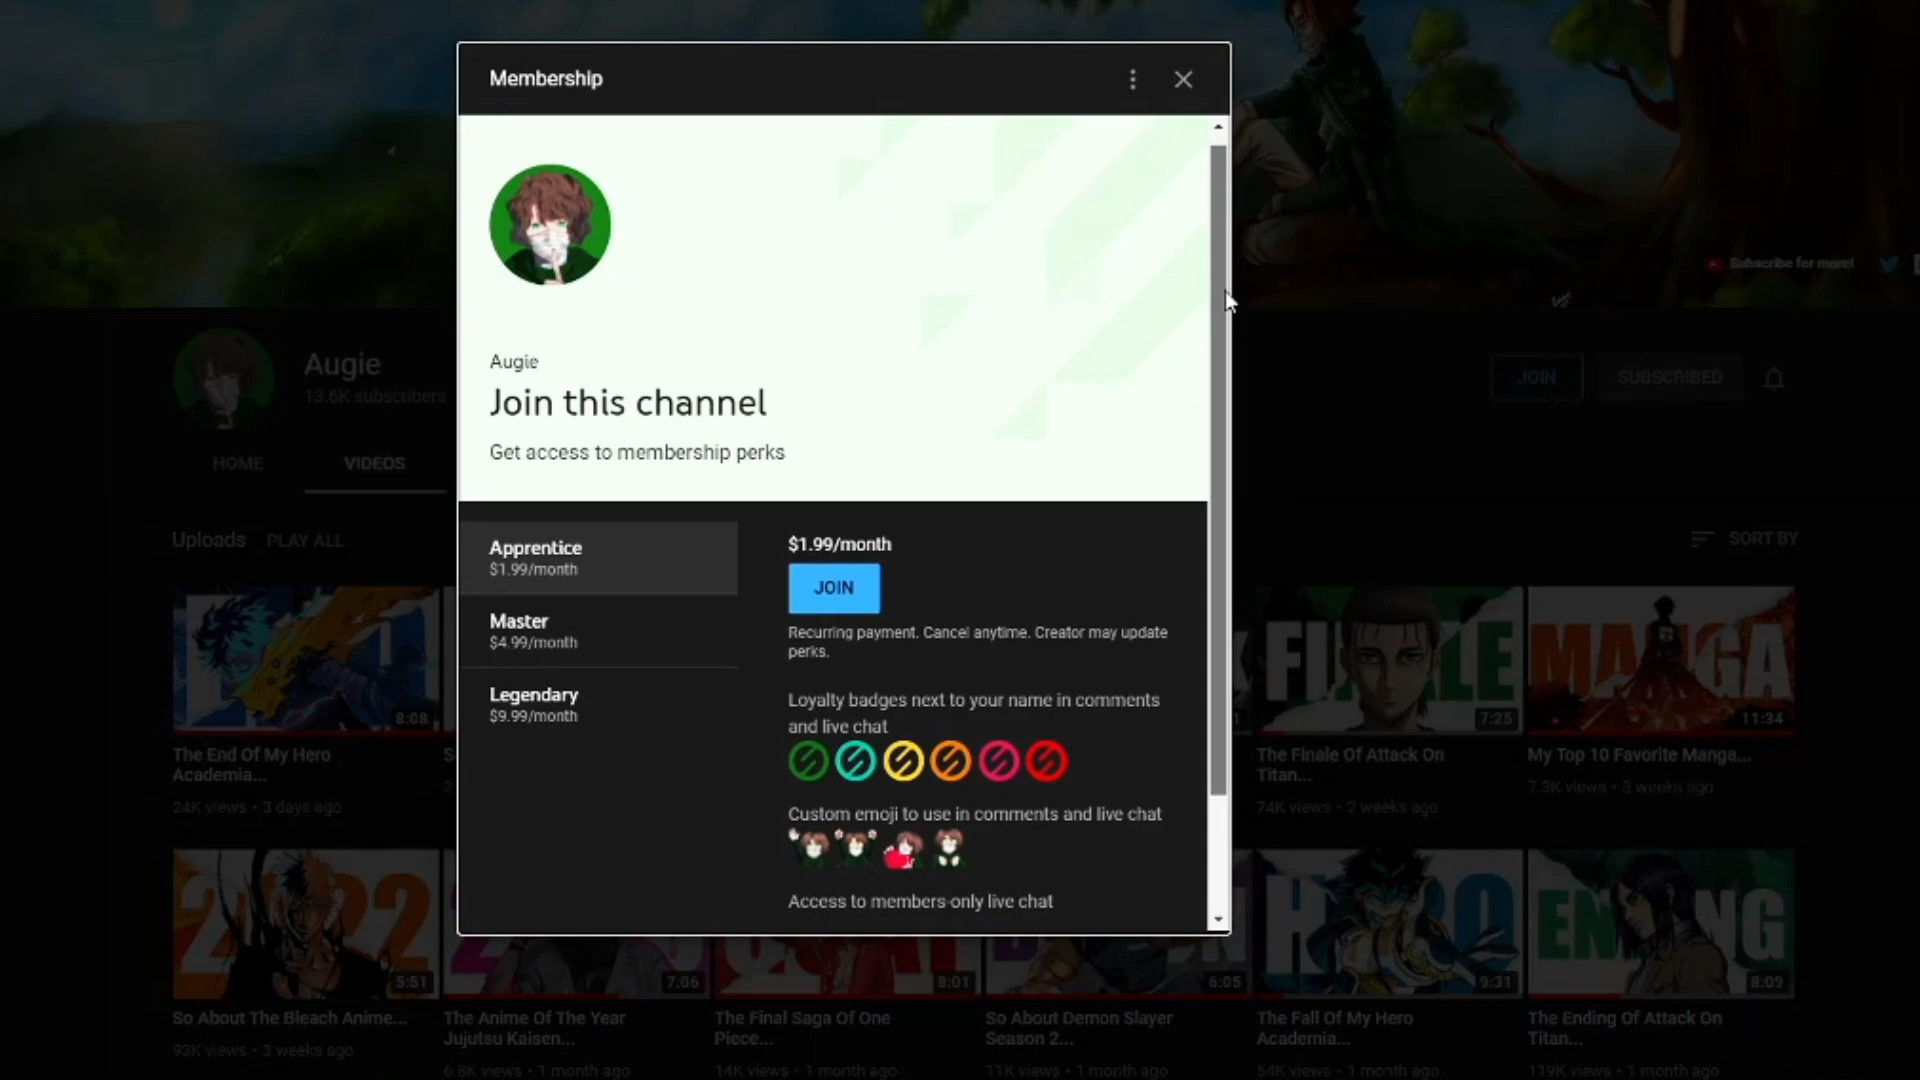 Membership
Subscribe for more!
Augie
13.6K subscribers
JOIN
SUBSCRIBED
HOME
VIDEOS
Augie
Join this channel
Get access to membership perks
Uploads
PLAY ALL
SORT BY
Apprentice
$1.99/month
Master
$4.99/month
Legendary
$9.99/month
$1.99/month
JOIN
Recurring payment. Cancel anytime. Creator may update
perks.
Loyalty badges next to your name in comments
and live chat
Custom emoji to use in comments and live chat
Access to members-only live chat
8:08
The End Of My Hero
Academia...
24K views • 3 days ago
FINALE
7:25
The Finale Of Attack On
Titan...
74K views • 2 weeks ago
MANGA
11:34
My Top 10 Favorite Manga...
7.3K views • 3 weeks ago
2022
5:51
So About The Bleach Anime...
93K views • 3 weeks ago
7:06
The Anime Of The Year
Jujutsu Kaisen...
6.8K views • 1 month ago
8:01
The Final Saga Of One
Piece...
14K views • 1 month ago
6:05
So About Demon Slayer
Season 2...
11K views • 1 month ago
HERO
9:31
The Fall Of My Hero
Academia...
54K views • 1 month ago
ENDING
8:09
The Ending Of Attack On
Titan...
119K views • 1 month ago